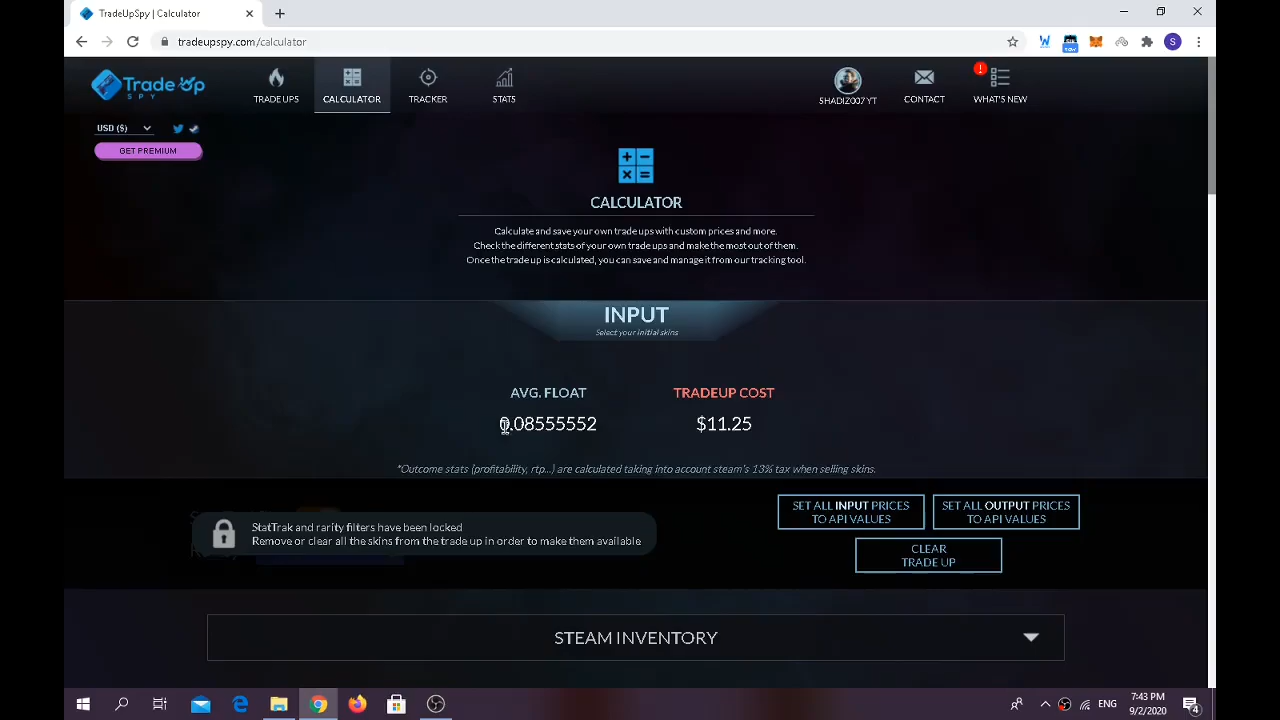 TradeUpSpy | Calculator
tradeupspy.com/calculator
S
Trade Up
SPY
TRADE UPS
CALCULATOR
TRACKER
STATS
SHADIZ007 YT
CONTACT
WHAT'S NEW
USD ($)
GET PREMIUM
CALCULATOR
Calculate and save your own trade ups with custom prices and more.
Check the different stats of your own trade ups and make the most out of them.
Once the trade up is calculated, you can save and manage it from our tracking tool.
INPUT
Select your initial skins
AVG. FLOAT
TRADEUP COST
0.08555552
$11.25
*Outcome stats (profitability, rtp...) are calculated taking into account steam's 13% tax when selling skins.
StatTrak and rarity filters have been locked
Remove or clear all the skins from the trade up in order to make them available
SET ALL INPUT PRICES
TO API VALUES
SET ALL OUTPUT PRICES
TO API VALUES
CLEAR
TRADE UP
STEAM INVENTORY
ENG
7:43 PM
9/2/2020
4